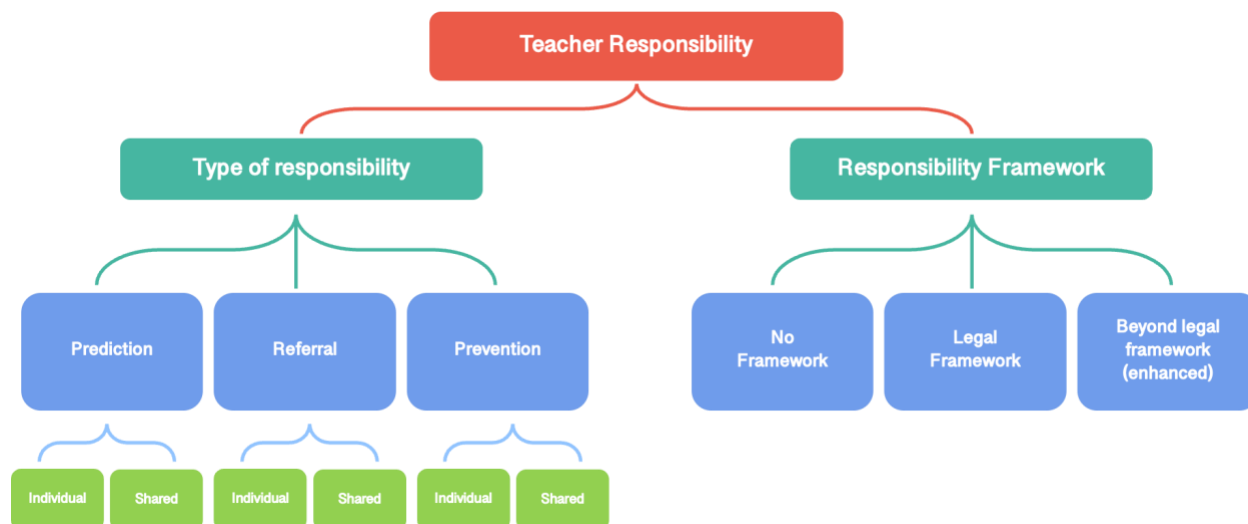 Teacher Responsibility
Type of responsibility
Responsibility Framework
Prediction
Referral
Prevention
No
Framework
Legal
Framework
Beyond legal
framework
(enhanced)
Individual
Shared
Individual
Shared
Individual
Shared